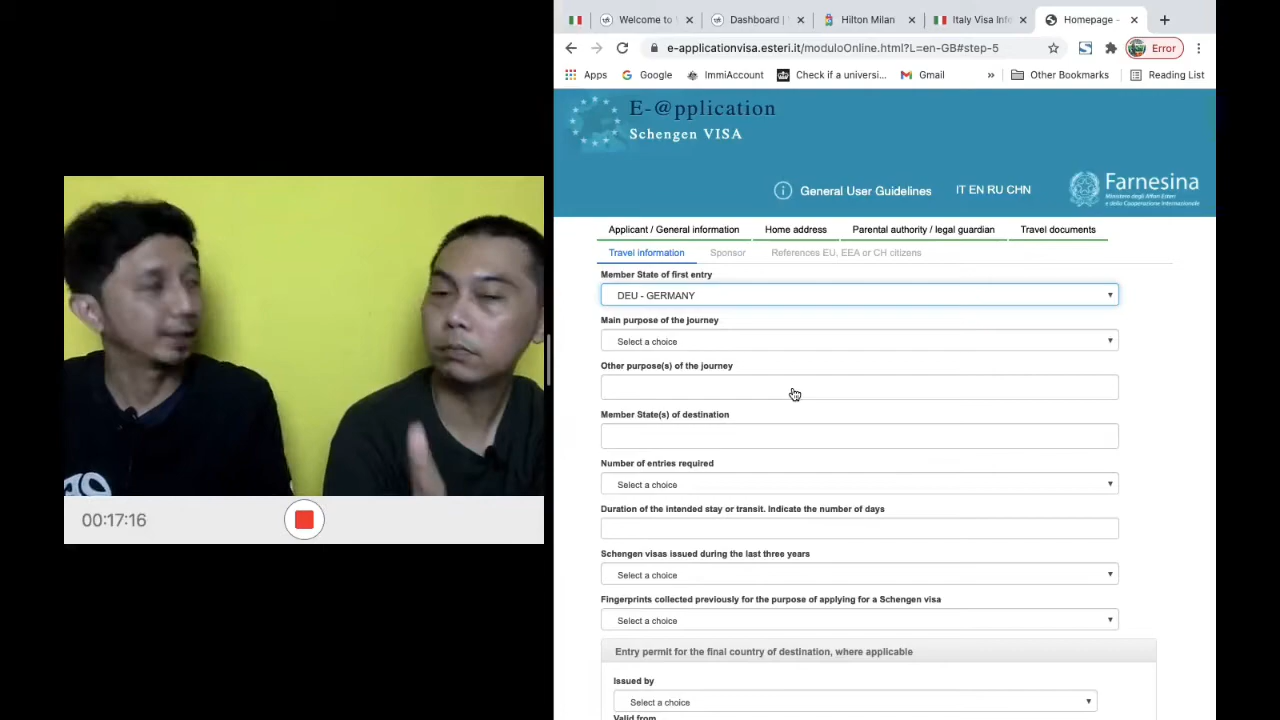 Welcome to
Dashboard |
Hilton Milan
Italy Visa Info
Homepage -
e-applicationvisa.esteri.it/moduloOnline.html?L=en-GB#step-5
Error
Apps
Google
ImmiAccount
Check if a universi...
Gmail
»
Other Bookmarks
Reading List
E-@pplication
Schengen VISA
General User Guidelines
IT EN RU CHN
Farnesina
Ministero degli Affari Esteri
e della Cooperazione Internazionale
Applicant / General information
Home address
Parental authority / legal guardian
Travel documents
Travel information
Sponsor
References EU, EEA or CH citizens
Member State of first entry
DEU - GERMANY
Main purpose of the journey
Select a choice
Other purpose(s) of the journey
Member State(s) of destination
Number of entries required
Select a choice
Duration of the intended stay or transit. Indicate the number of days
Schengen visas issued during the last three years
Select a choice
Fingerprints collected previously for the purpose of applying for a Schengen visa
Select a choice
Entry permit for the final country of destination, where applicable
Issued by
Select a choice
Valid from
00:17:16